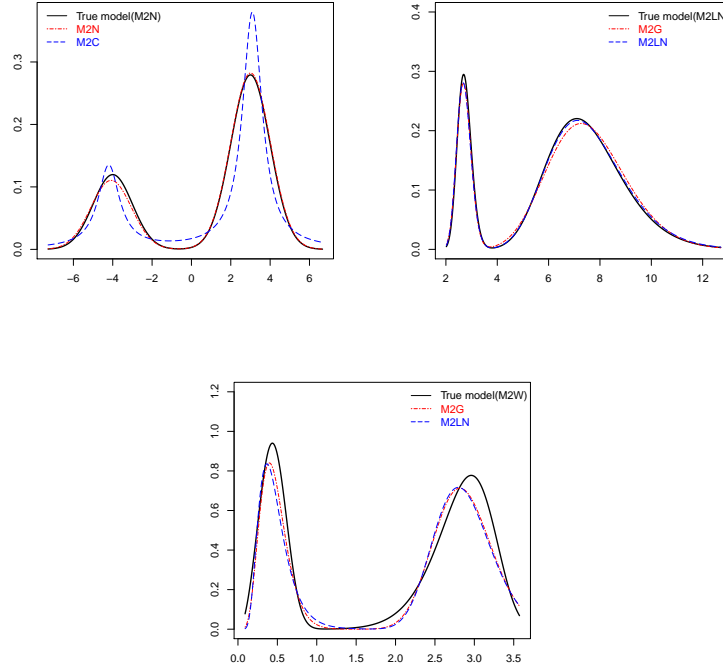 True model(M2N)
M2N
M2C
0.3
0.2
0.1
0.0
−6 −4 −2 0 2 4 6
True model(M2LN
M2G
M2LN
0.4
0.3
0.2
0.1
0.0
2 4 6 8 10 12
True model(M2W)
M2G
M2LN
1.2
1.0
0.8
0.6
0.4
0.2
0.0
0.0 0.5 1.0 1.5 2.0 2.5 3.0 3.5